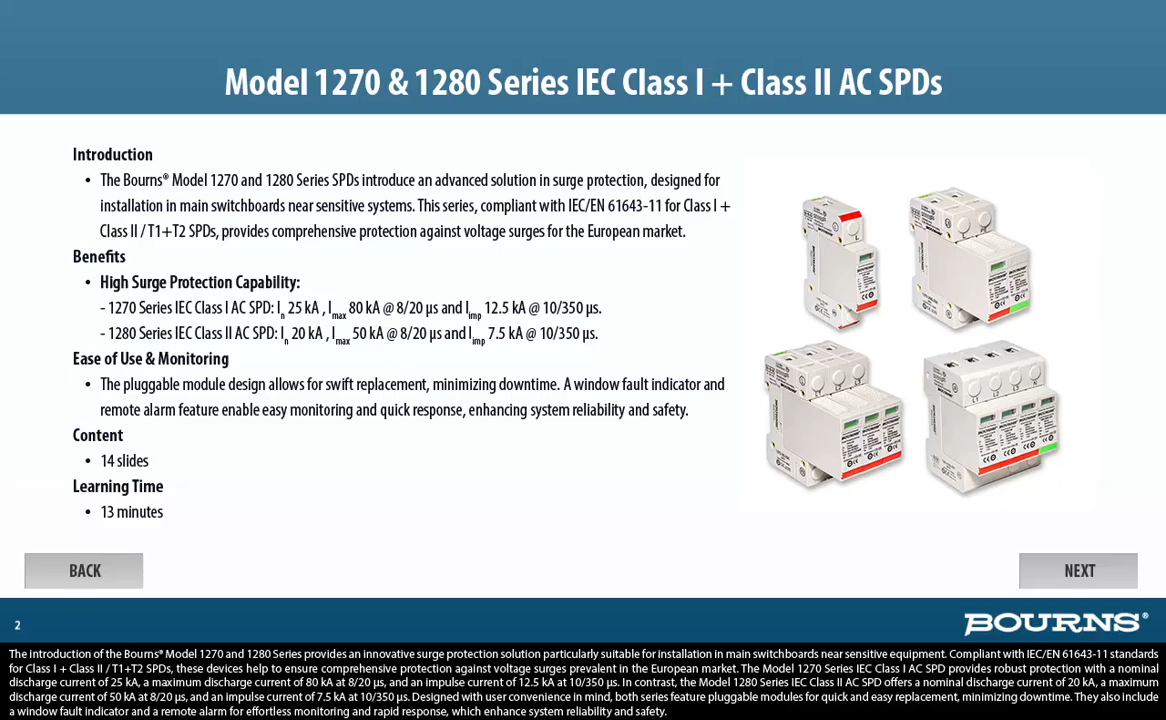 Model 1270 & 1280 Series IEC Class I + Class II AC SPDs
Introduction
• The Bourns® Model 1270 and 1280 Series SPDs introduce an advanced solution in surge protection, designed for
installation in main switchboards near sensitive systems. This series, compliant with IEC/EN 61643-11 for Class I +
Class II / T1+T2 SPDs, provides comprehensive protection against voltage surges for the European market.
Benefits
• High Surge Protection Capability:
- 1270 Series IEC Class I AC SPD: In 25 kA , Imax 80 kA @ 8/20 µs and Iimp 12.5 kA @ 10/350 µs.
- 1280 Series IEC Class II AC SPD: In 20 kA , Imax 50 kA @ 8/20 µs and Iimp 7.5 kA @ 10/350 µs.
Ease of Use & Monitoring
• The pluggable module design allows for swift replacement, minimizing downtime. A window fault indicator and
remote alarm feature enable easy monitoring and quick response, enhancing system reliability and safety.
Content
• 14 slides
Learning Time
• 13 minutes
BACK
NEXT
2
BOURNS®
The introduction of the Bourns® Model 1270 and 1280 Series provides an innovative surge protection solution particularly suitable for installation in main switchboards near sensitive equipment. Compliant with IEC/EN 61643-11 standards
for Class I + Class II / T1+T2 SPDs, these devices help to ensure comprehensive protection against voltage surges prevalent in the European market. The Model 1270 Series IEC Class I AC SPD provides robust protection with a nominal
discharge current of 25 kA, a maximum discharge current of 80 kA at 8/20 µs, and an impulse current of 12.5 kA at 10/350 µs. In contrast, the Model 1280 Series IEC Class II AC SPD offers a nominal discharge current of 20 kA, a maximum
discharge current of 50 kA at 8/20 µs, and an impulse current of 7.5 kA at 10/350 µs. Designed with user convenience in mind, both series feature pluggable modules for quick and easy replacement, minimizing downtime. They also include
a window fault indicator and a remote alarm for effortless monitoring and rapid response, which enhance system reliability and safety.